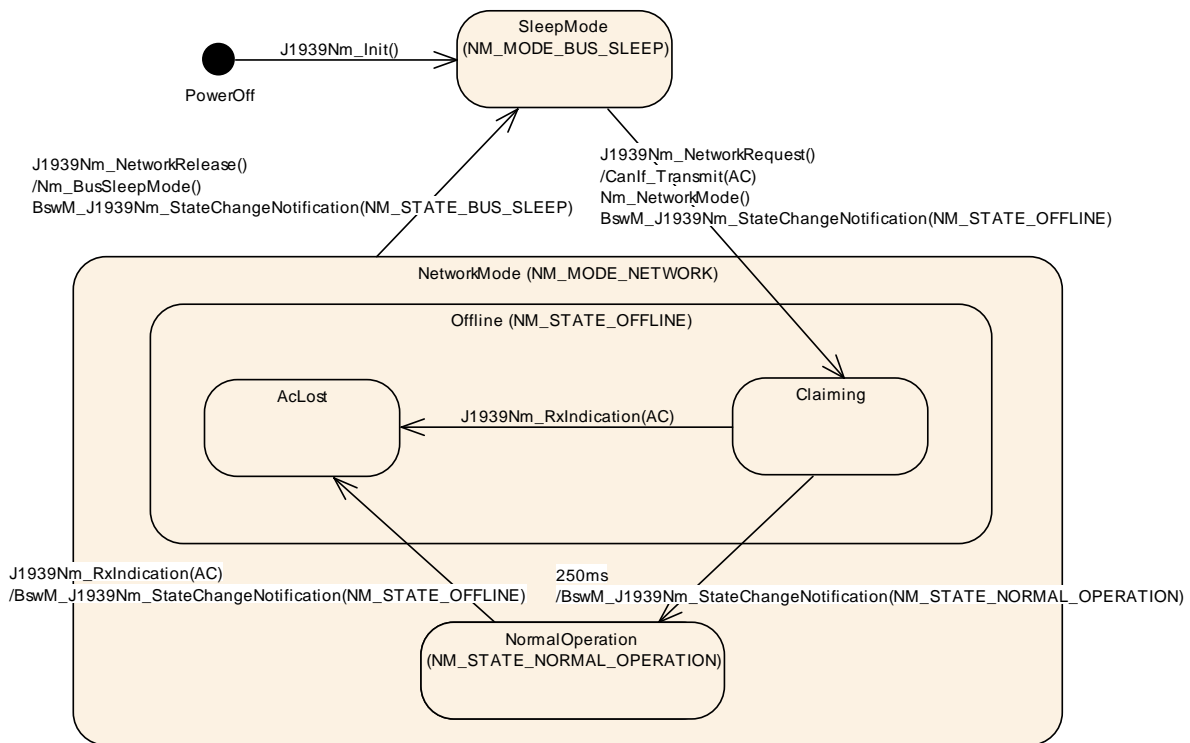 SleepMode
(NM_MODE_BUS_SLEEP)
J1939Nm_Init()
PowerOff
J1939Nm_NetworkRelease()
/Nm_BusSleepMode()
BswM_J1939Nm_StateChangeNotification(NM_STATE_BUS_SLEEP)
J1939Nm_NetworkRequest()
/CanIf_Transmit(AC)
Nm_NetworkMode()
BswM_J1939Nm_StateChangeNotification(NM_STATE_OFFLINE)
NetworkMode (NM_MODE_NETWORK)
Offline (NM_STATE_OFFLINE)
AcLost
Claiming
J1939Nm_RxIndication(AC)
J1939Nm_RxIndication(AC)
/BswM_J1939Nm_StateChangeNotification(NM_STATE_OFFLINE)
250ms
/BswM_J1939Nm_StateChangeNotification(NM_STATE_NORMAL_OPERATION)
NormalOperation
(NM_STATE_NORMAL_OPERATION)